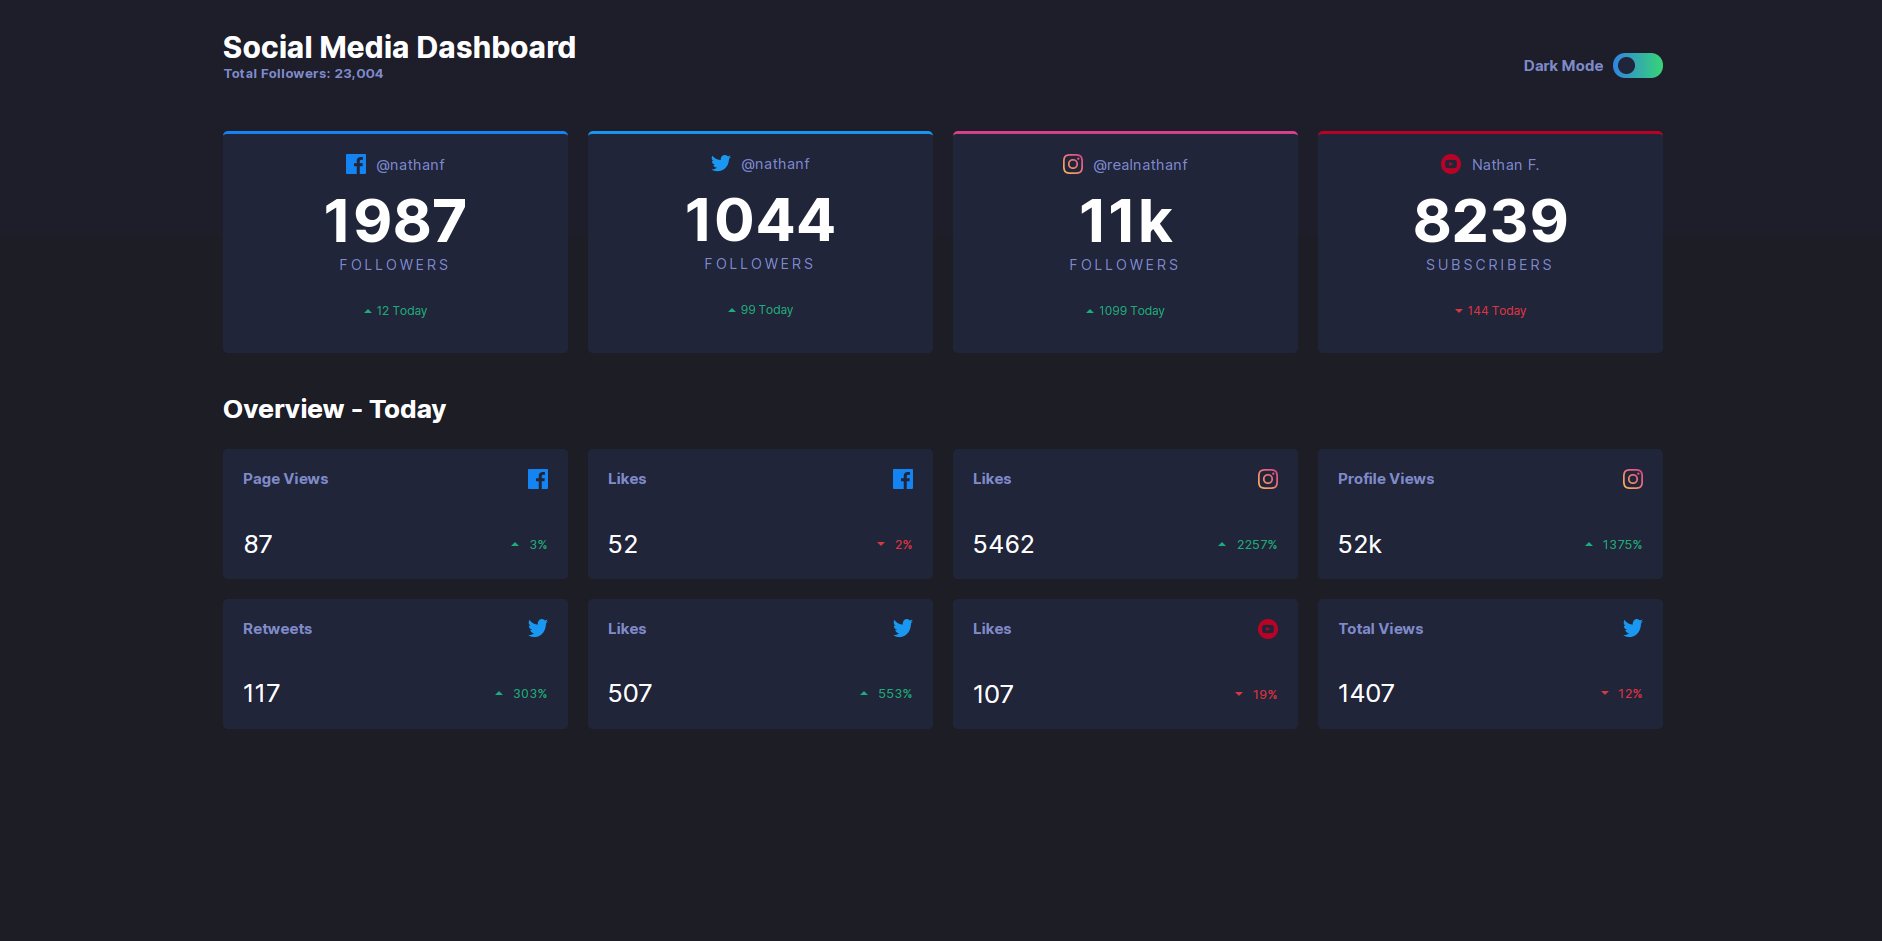 Social Media Dashboard
Total Followers: 23,004
Dark Mode
@nathanf
1987
FOLLOWERS
12 Today
@nathanf
1044
FOLLOWERS
99 Today
@realnathanf
11k
FOLLOWERS
1099 Today
Nathan F.
8239
SUBSCRIBERS
144 Today
Overview - Today
Page Views
87
3%
Likes
52
2%
Likes
5462
2257%
Profile Views
52k
1375%
Retweets
117
303%
Likes
507
553%
Likes
107
19%
Total Views
1407
12%